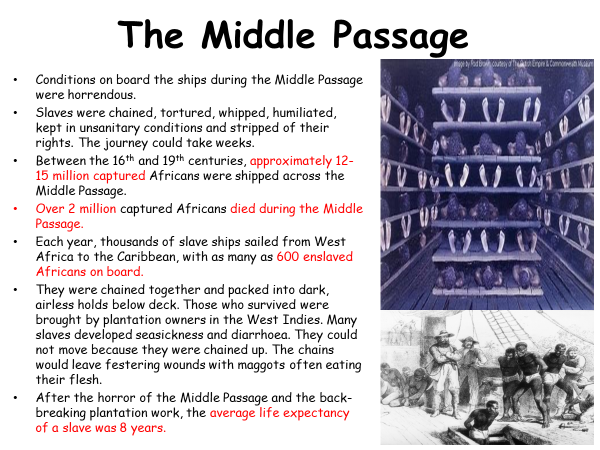 The Middle Passage
Image by Rod Brown, courtesy of The British Empire & Commonwealth Museum.
• Conditions on board the ships during the Middle Passage
were horrendous.
• Slaves were chained, tortured, whipped, humiliated,
kept in unsanitary conditions and stripped of their
rights. The journey could take weeks.
• Between the 16th and 19th centuries, approximately 12-
15 million captured Africans were shipped across the
Middle Passage.
• Over 2 million captured Africans died during the Middle
Passage.
• Each year, thousands of slave ships sailed from West
Africa to the Caribbean, with as many as 600 enslaved
Africans on board.
• They were chained together and packed into dark,
airless holds below deck. Those who survived were
brought by plantation owners in the West Indies. Many
slaves developed seasickness and diarrhoea. They could
not move because they were chained up. The chains
would leave festering wounds with maggots often eating
their flesh.
• After the horror of the Middle Passage and the back-
breaking plantation work, the average life expectancy
of a slave was 8 years.